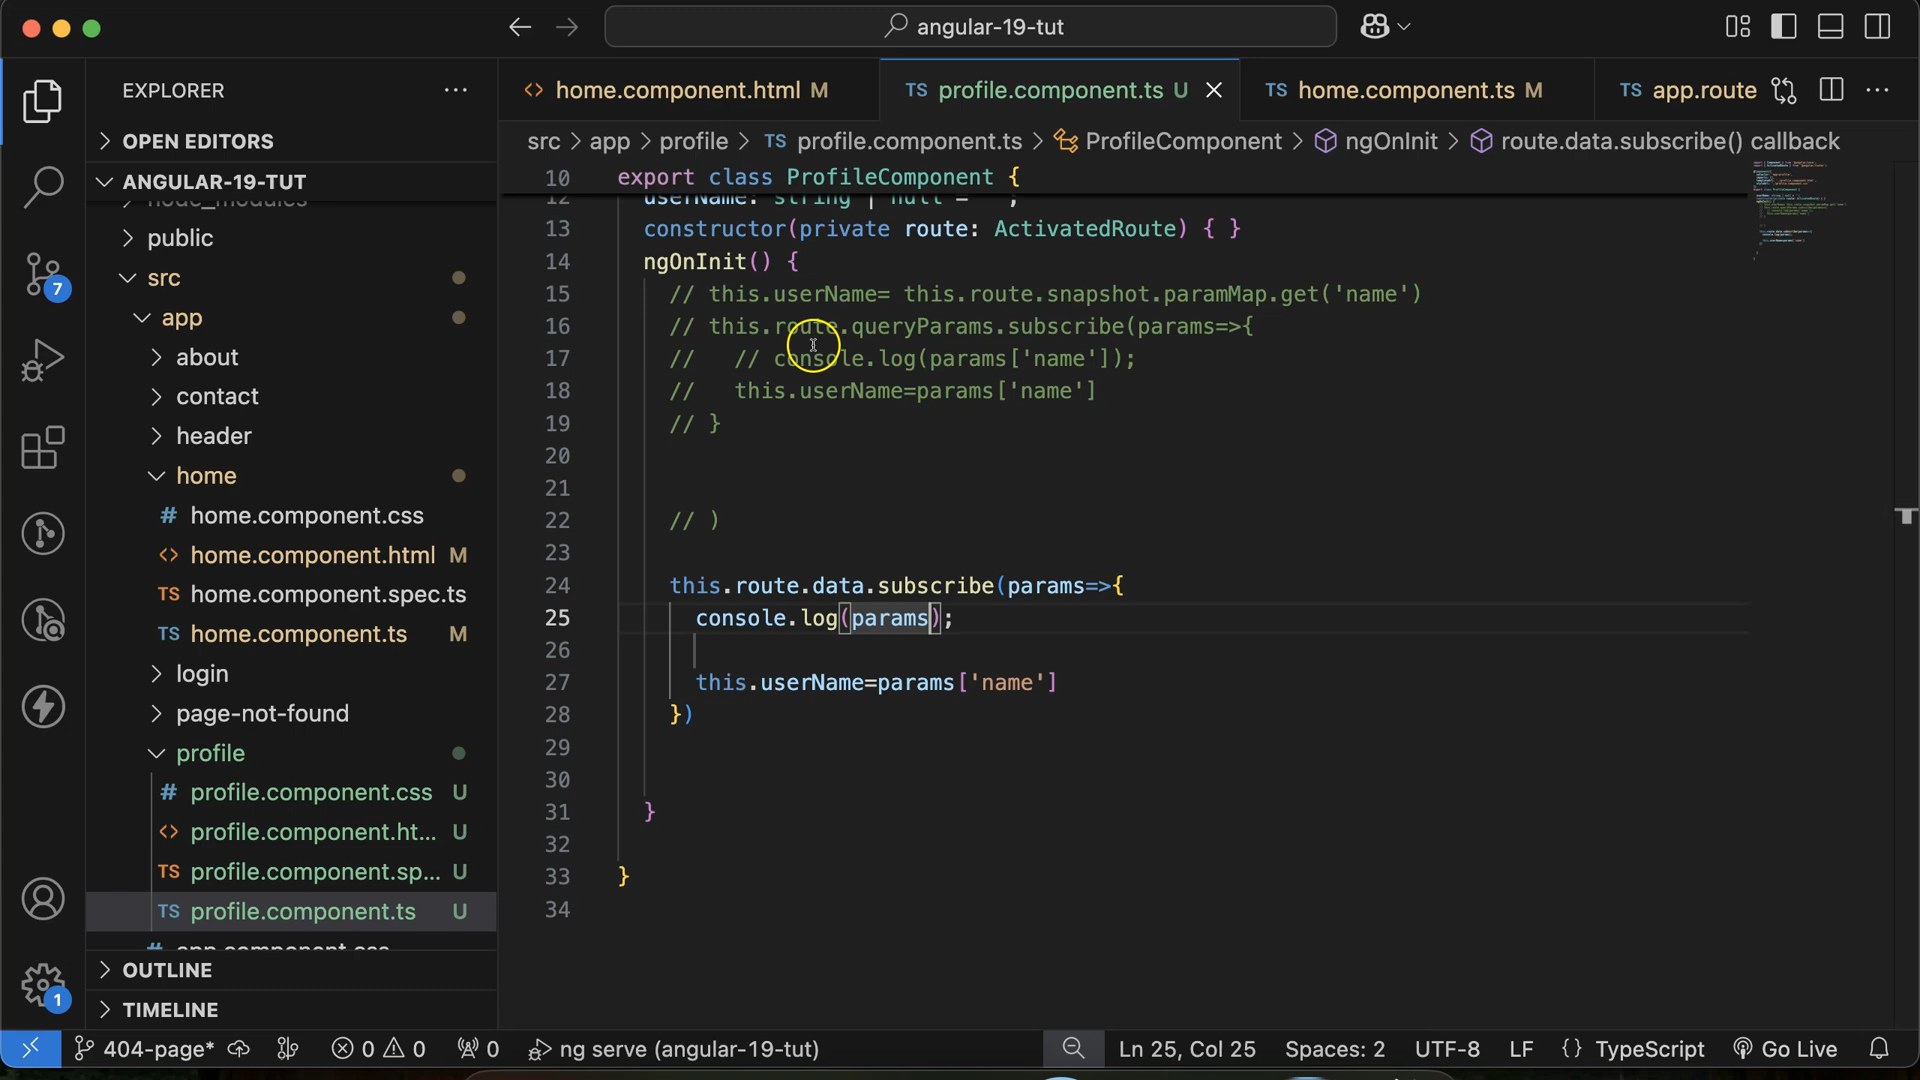 angular-19-tut
EXPLORER
OPEN EDITORS
ANGULAR-19-TUT
node_modules
public
src
app
about
contact
header
home
# home.component.css
<> home.component.html M
TS home.component.spec.ts
TS home.component.ts M
login
page-not-found
profile
# profile.component.css U
<> profile.component.ht... U
TS profile.component.sp... U
TS profile.component.ts U
# app.component.css
OUTLINE
TIMELINE
7
1
<> home.component.html M
TS profile.component.ts U
TS home.component.ts M
TS app.route
src > app > profile > TS profile.component.ts > ProfileComponent > ngOnInit > route.data.subscribe() callback
10 export class ProfileComponent {
12 userName: string | null = ;
13 constructor(private route: ActivatedRoute) { }
14 ngOnInit() {
15 // this.userName= this.route.snapshot.paramMap.get('name')
16 // this.route.queryParams.subscribe(params=>{
17 // // console.log(params['name']);
18 // this.userName=params['name']
19 // }
20
21
22 // )
23
24 this.route.data.subscribe(params=>{
25 console.log(params);
26
27 this.userName=params['name']
28 })
29
30
31 }
32
33 }
34
404-page* 0 0 0 ng serve (angular-19-tut) Ln 25, Col 25 Spaces: 2 UTF-8 LF {} TypeScript Go Live